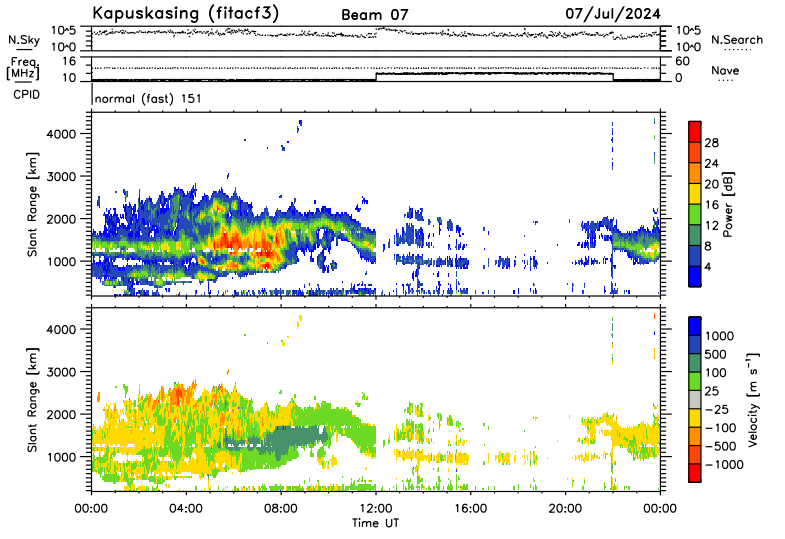 Kapuskasing (fitacf3) Beam 07 07/Jul/2024
N.Sky 10^5 10^0 10^5 10^0 N.Search
Freq. [MHz] 16 10 60 0 Nave
CPID normal (fast) 151
Slant Range [km] 4000 3000 2000 1000
28 24 20 16 12 8 4 Power [dB]
Slant Range [km] 4000 3000 2000 1000
1000 500 100 25 −25 −100 −500 −1000 Velocity [m s⁻¹]
00:00 04:00 08:00 12:00 16:00 20:00 00:00
Time UT